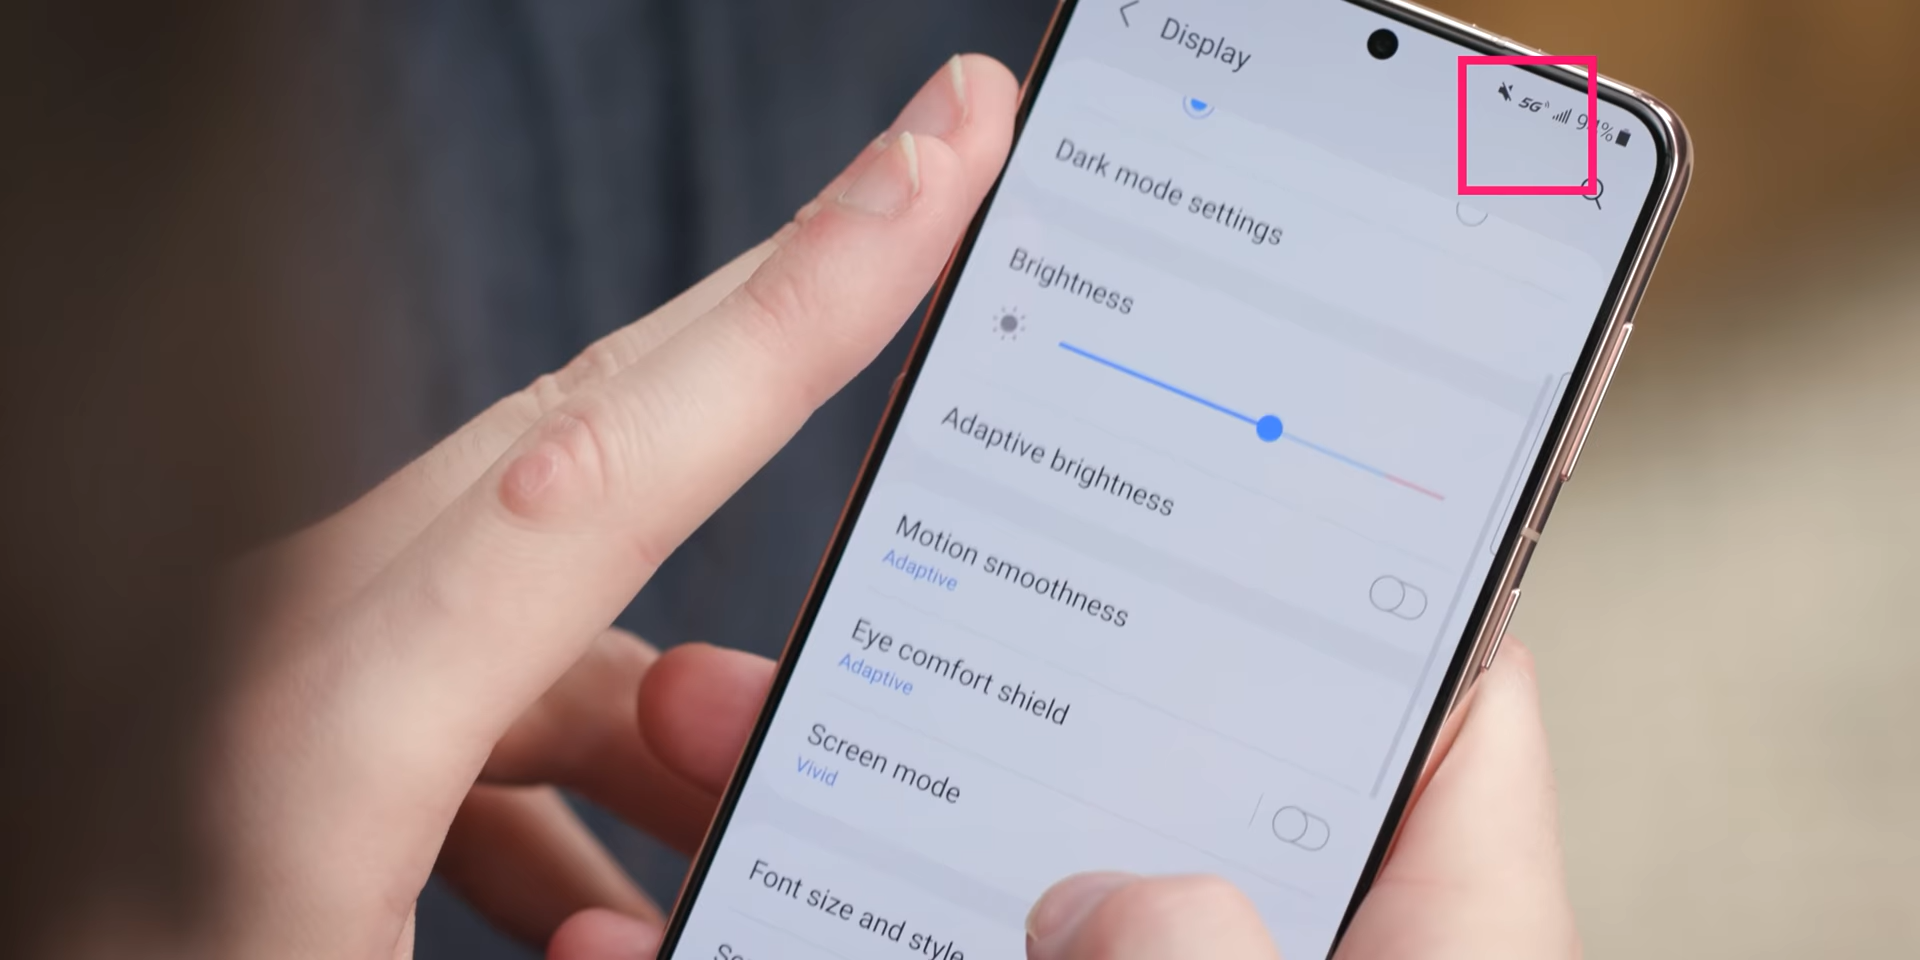 Display
5G
Dark mode settings
Brightness
Adaptive brightness
Motion smoothness
Adaptive
Eye comfort shield
Adaptive
Screen mode
Vivid
Font size and style